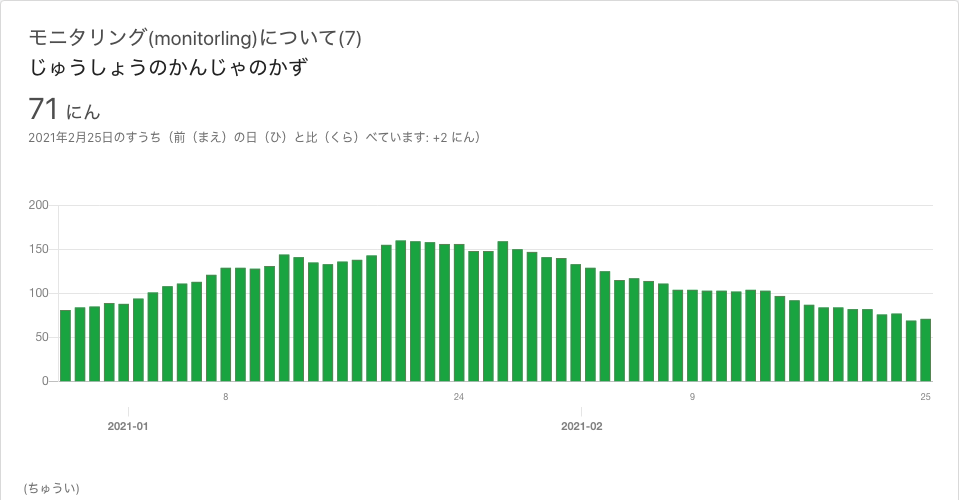 モニタリング(monitorling)について(7)
じゅうしょうのかんじゃのかず
71 にん
2021年2月25日のすうち（前（まえ）の日（ひ）と比（くら）べています: +2 にん）
200
150
100
50
0
8 24 9 25
2021-01 2021-02
(ちゅうい)